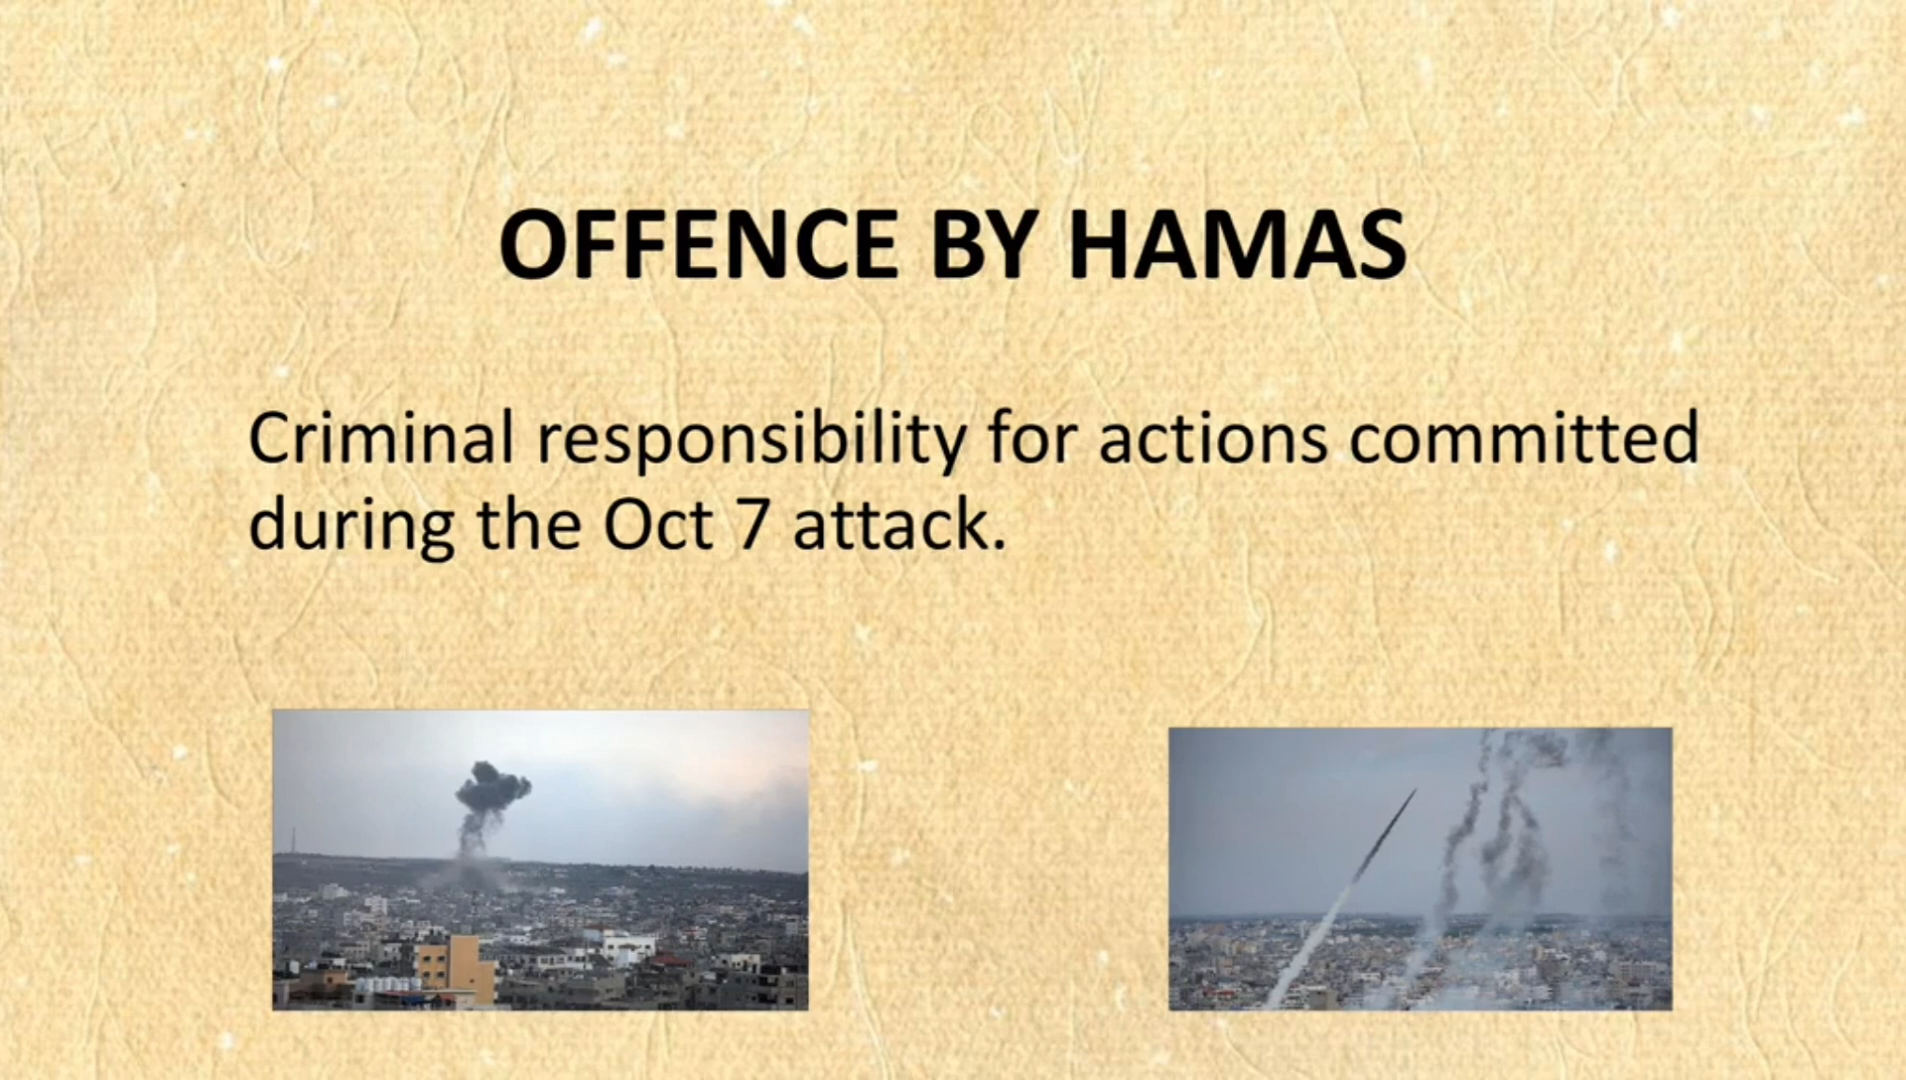 OFFENCE BY HAMAS
Criminal responsibility for actions committed
during the Oct 7 attack.